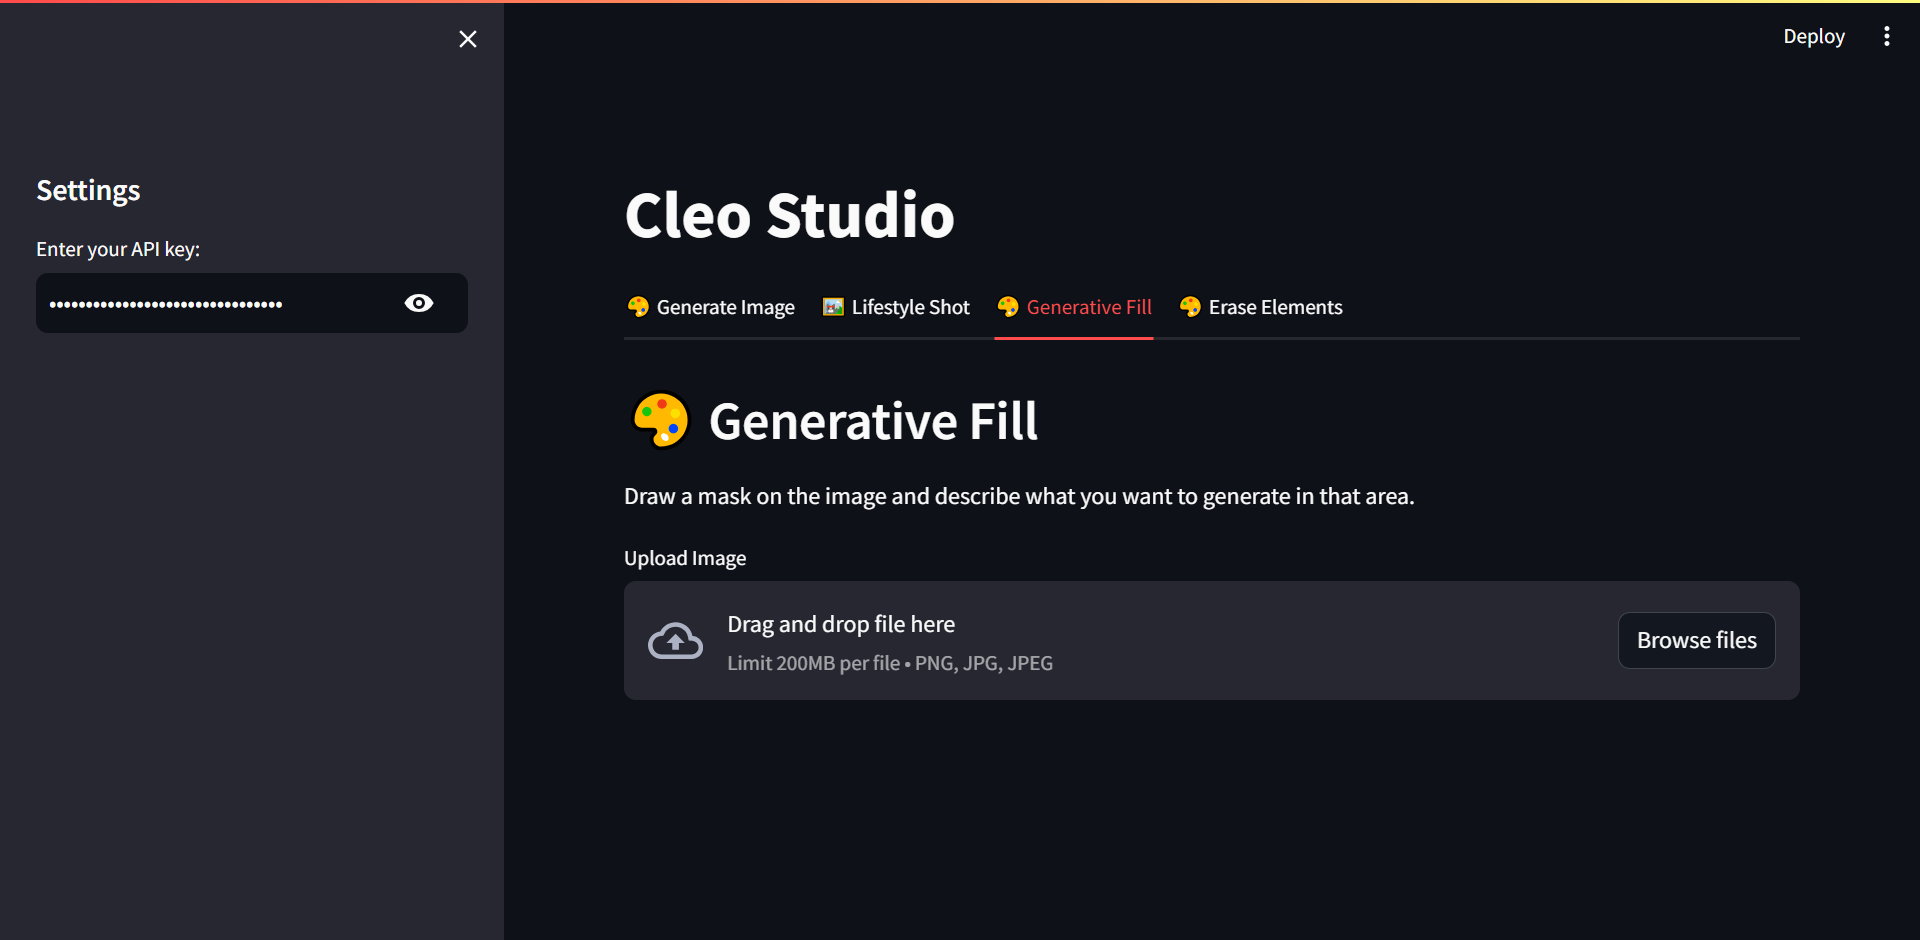 Deploy
Settings
Enter your API key:
••••••••••••••••••••••••••••••••
Cleo Studio
Generate Image
Lifestyle Shot
Generative Fill
Erase Elements
Generative Fill
Draw a mask on the image and describe what you want to generate in that area.
Upload Image
Drag and drop file here
Limit 200MB per file • PNG, JPG, JPEG
Browse files